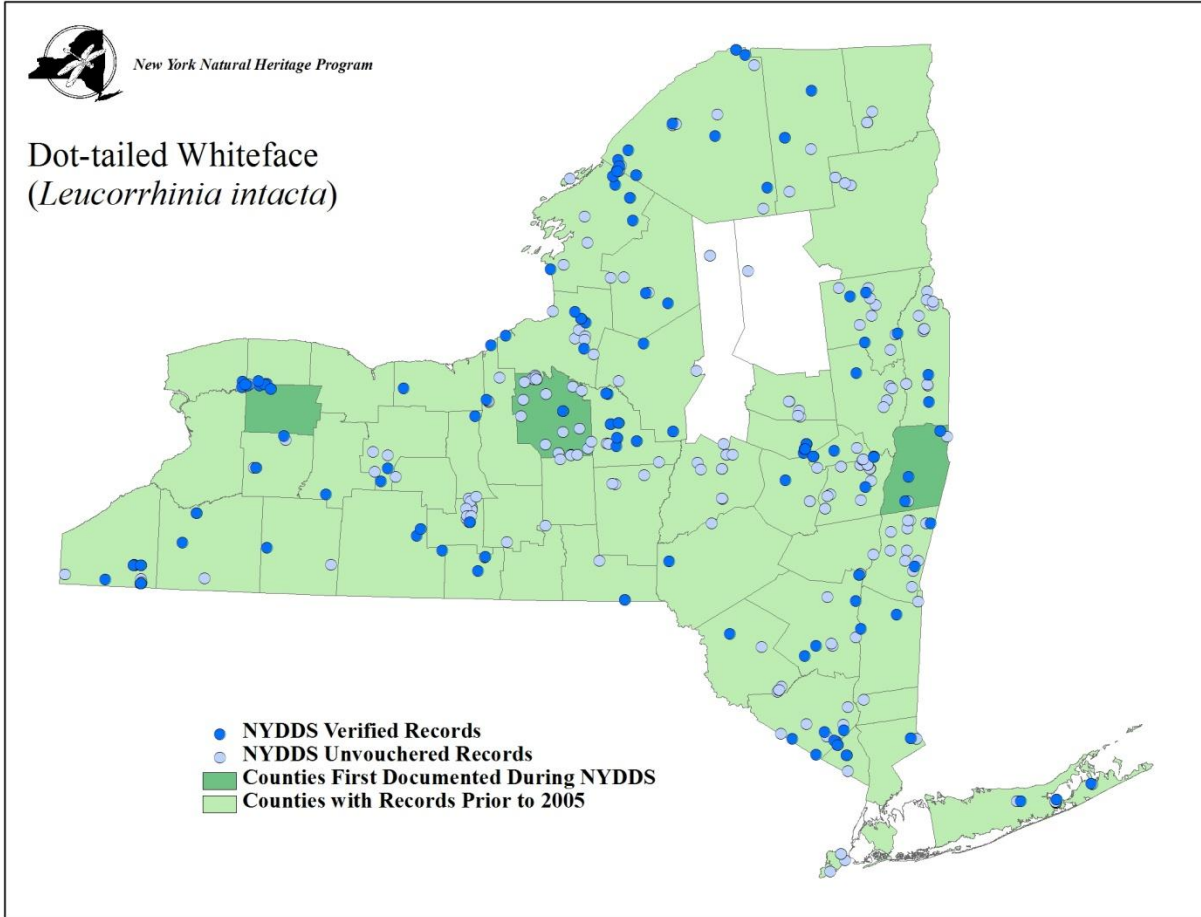 New York Natural Heritage Program
Dot-tailed Whiteface
(Leucorrhinia intacta)
NYDDS Verified Records
NYDDS Unvouchered Records
Counties First Documented During NYDDS
Counties with Records Prior to 2005